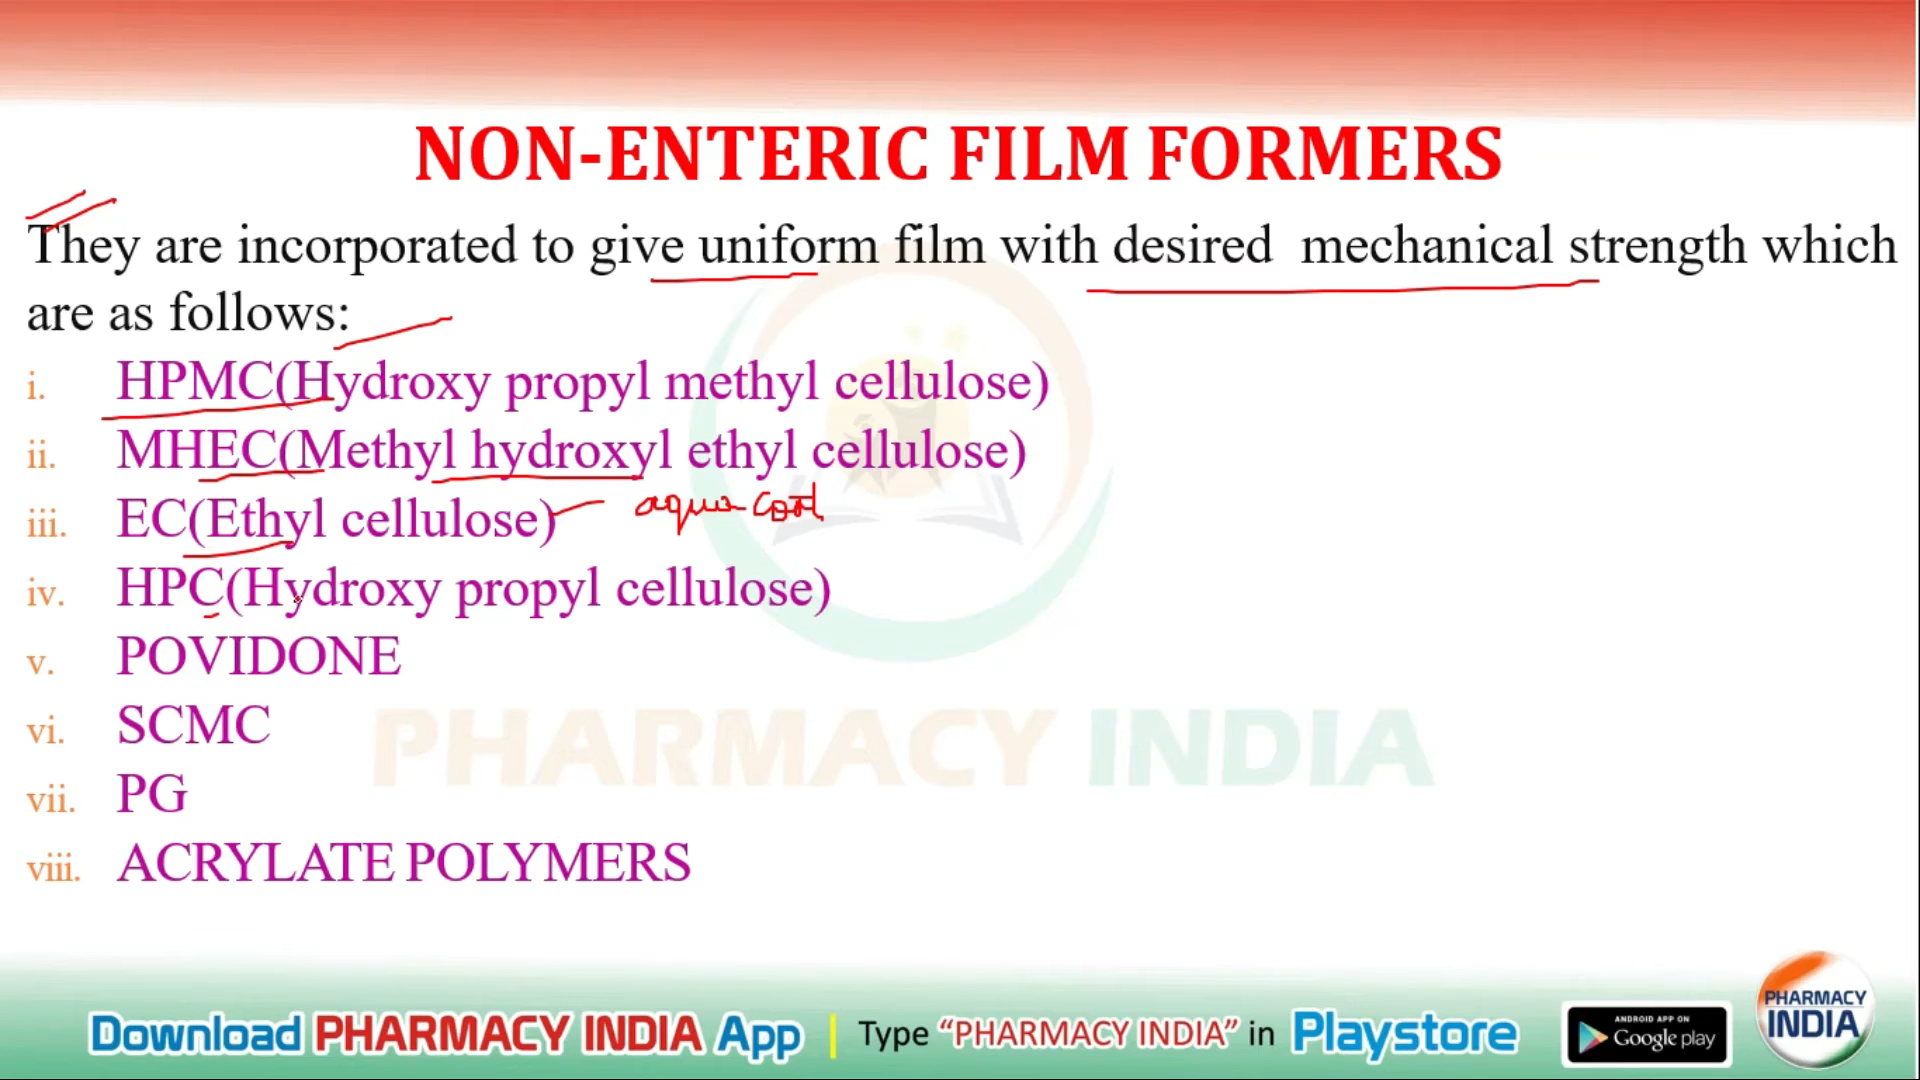 NON-ENTERIC FILM FORMERS
They are incorporated to give uniform film with desired mechanical strength which
are as follows:
i. HPMC(Hydroxy propyl methyl cellulose)
ii. MHEC(Methyl hydroxyl ethyl cellulose)
iii. EC(Ethyl cellulose) aqua-coat
iv. HPC(Hydroxy propyl cellulose)
v. POVIDONE
vi. SCMC
PHARMACY INDIA
vii. PG
viii. ACRYLATE POLYMERS
Download PHARMACY INDIA App | Type “PHARMACY INDIA” in Playstore
ANDROID APP ON
Google play
PHARMACY
INDIA